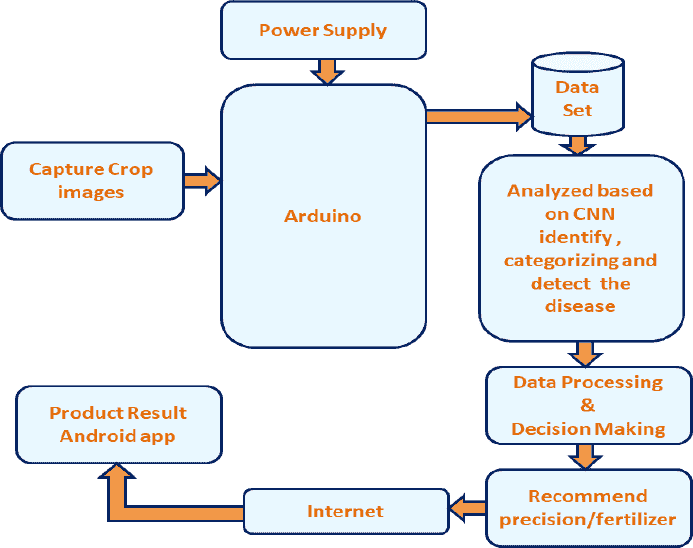 Power Supply
Data
Set
Capture Crop
images
Arduino
Analyzed based
on CNN
identify ,
categorizing and
detect the
disease
Data Processing
&
Decision Making
Recommend
precision/fertilizer
Internet
Product Result
Android app